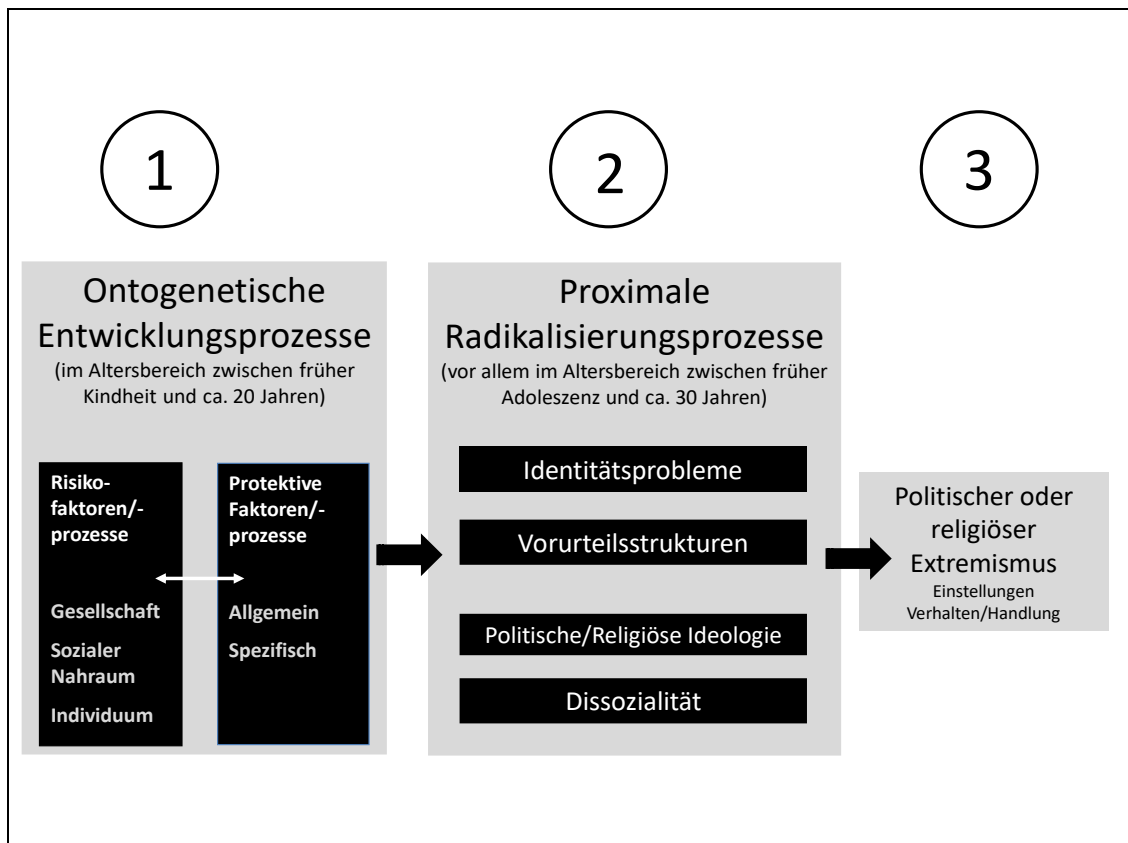 1
2
3
Ontogenetische
Entwicklungsprozesse
(im Altersbereich zwischen früher
Kindheit und ca. 20 Jahren)
Risiko-
faktoren/-
prozesse
Gesellschaft
Sozialer
Nahraum
Individuum
Protektive
Faktoren/-
prozesse
Allgemein
Spezifisch
Proximale
Radikalisierungsprozesse
(vor allem im Altersbereich zwischen früher
Adoleszenz und ca. 30 Jahren)
Identitätsprobleme
Vorurteilsstrukturen
Politische/Religiöse Ideologie
Dissozialität
Politischer oder
religiöser
Extremismus
Einstellungen
Verhalten/Handlung